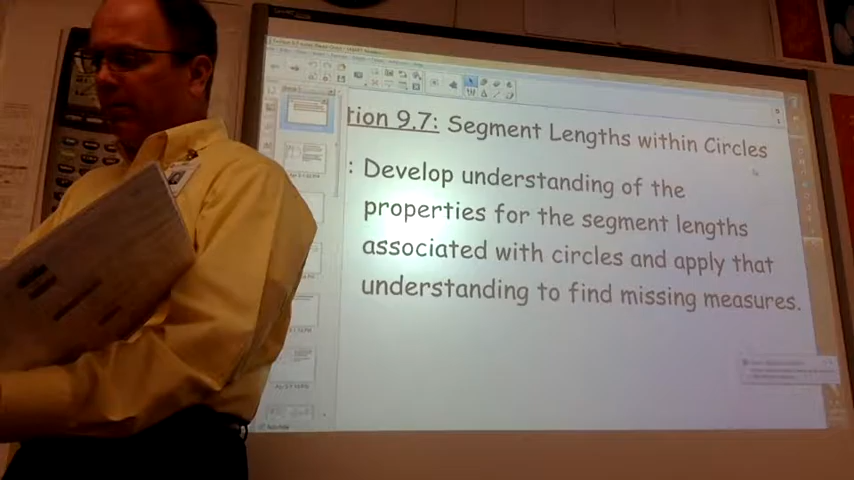 tion 9.7: Segment Lengths within Circles
: Develop understanding of the
properties for the segment lengths
associated with circles and apply that
understanding to find missing measures.